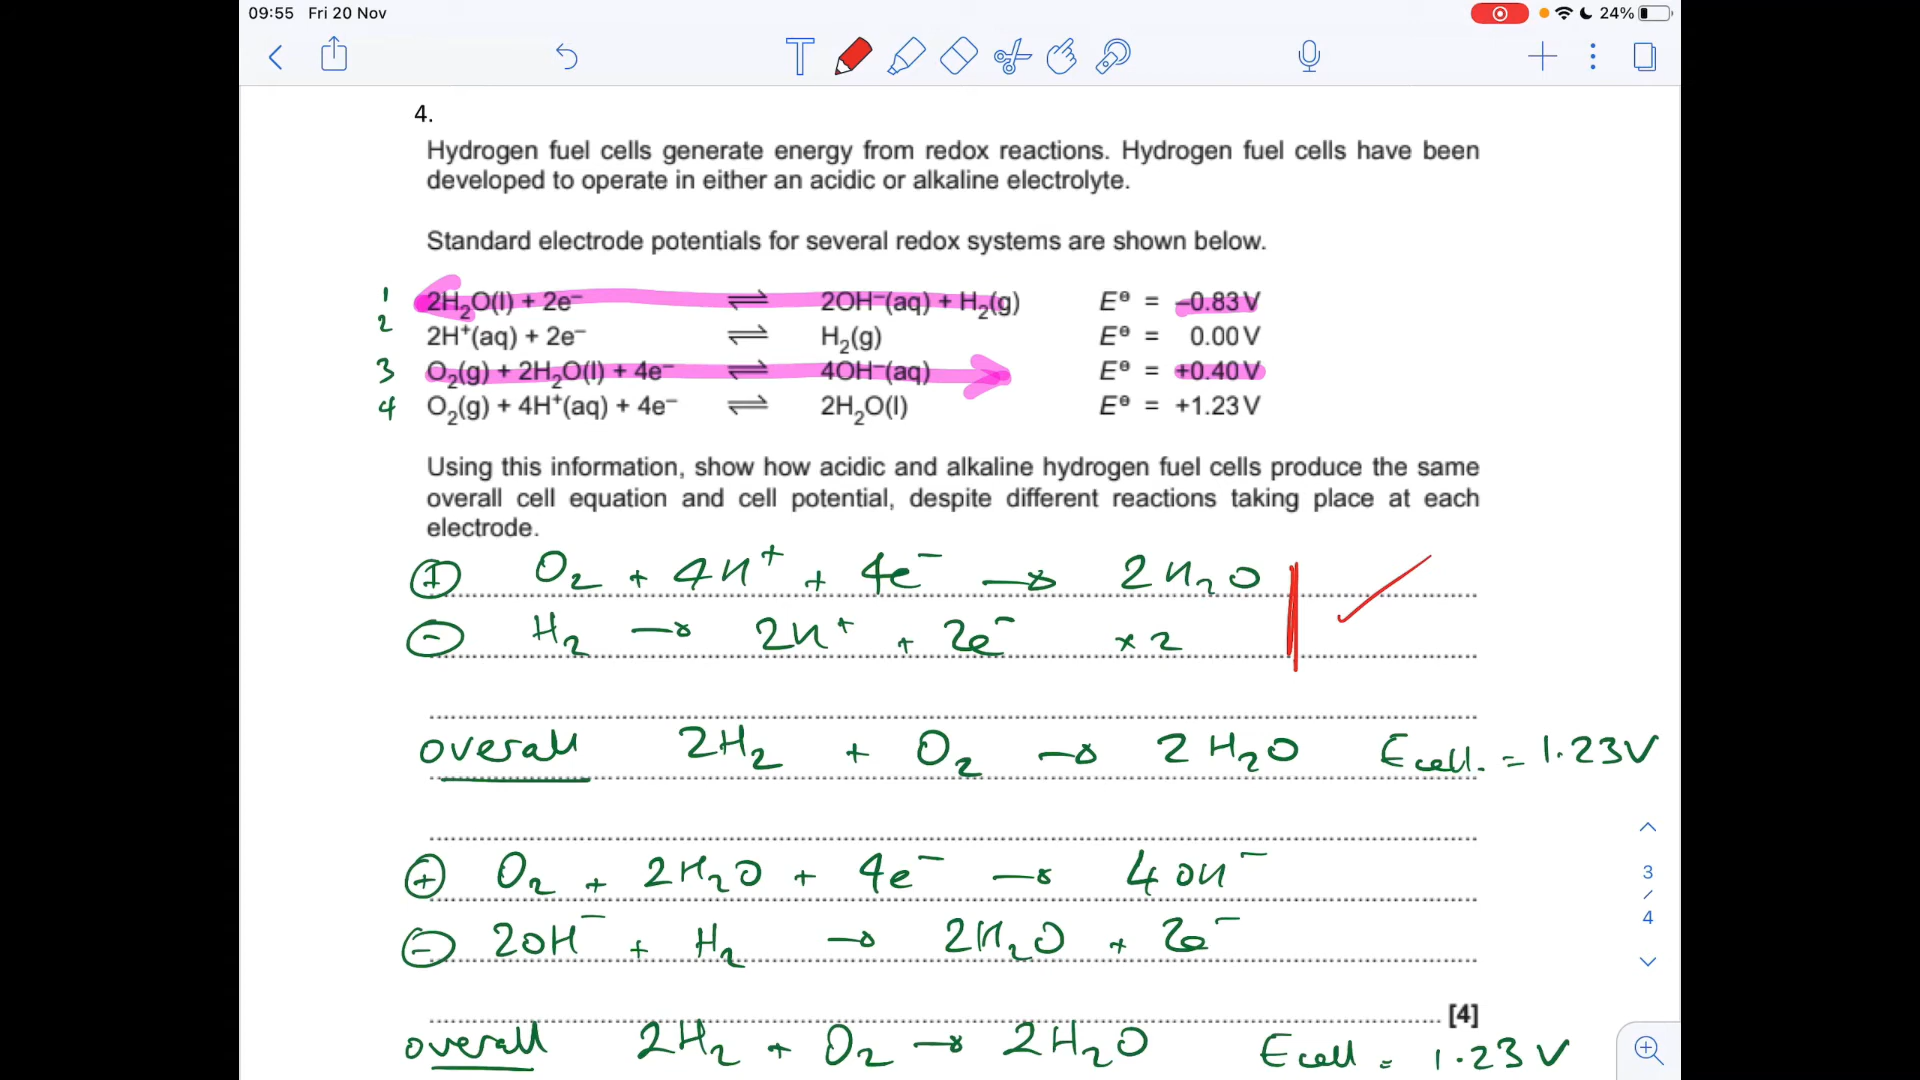 09:55 Fri 20 Nov 24%
4.
Hydrogen fuel cells generate energy from redox reactions. Hydrogen fuel cells have been
developed to operate in either an acidic or alkaline electrolyte.
Standard electrode potentials for several redox systems are shown below.
1 2H₂O(l) + 2e⁻ ⇌ 2OH⁻(aq) + H₂(g) E⦵ = –0.83 V
2 2H⁺(aq) + 2e⁻ ⇌ H₂(g) E⦵ = 0.00 V
3 O₂(g) + 2H₂O(l) + 4e⁻ ⇌ 4OH⁻(aq) E⦵ = +0.40 V
4 O₂(g) + 4H⁺(aq) + 4e⁻ ⇌ 2H₂O(l) E⦵ = +1.23 V
Using this information, show how acidic and alkaline hydrogen fuel cells produce the same
overall cell equation and cell potential, despite different reactions taking place at each
electrode.
⊕ O₂ + 4H⁺ + 4e⁻ → 2H₂O
⊖ H₂ → 2H⁺ + 2e⁻ × 2
overall 2H₂ + O₂ → 2H₂O Ecell. = 1.23V
⊕ O₂ + 2H₂O + 4e⁻ → 4OH⁻
⊖ 2OH⁻ + H₂ → 2H₂O + 2e⁻
[4]
overall 2H₂ + O₂ → 2H₂O Ecell = 1.23V
3
/
4